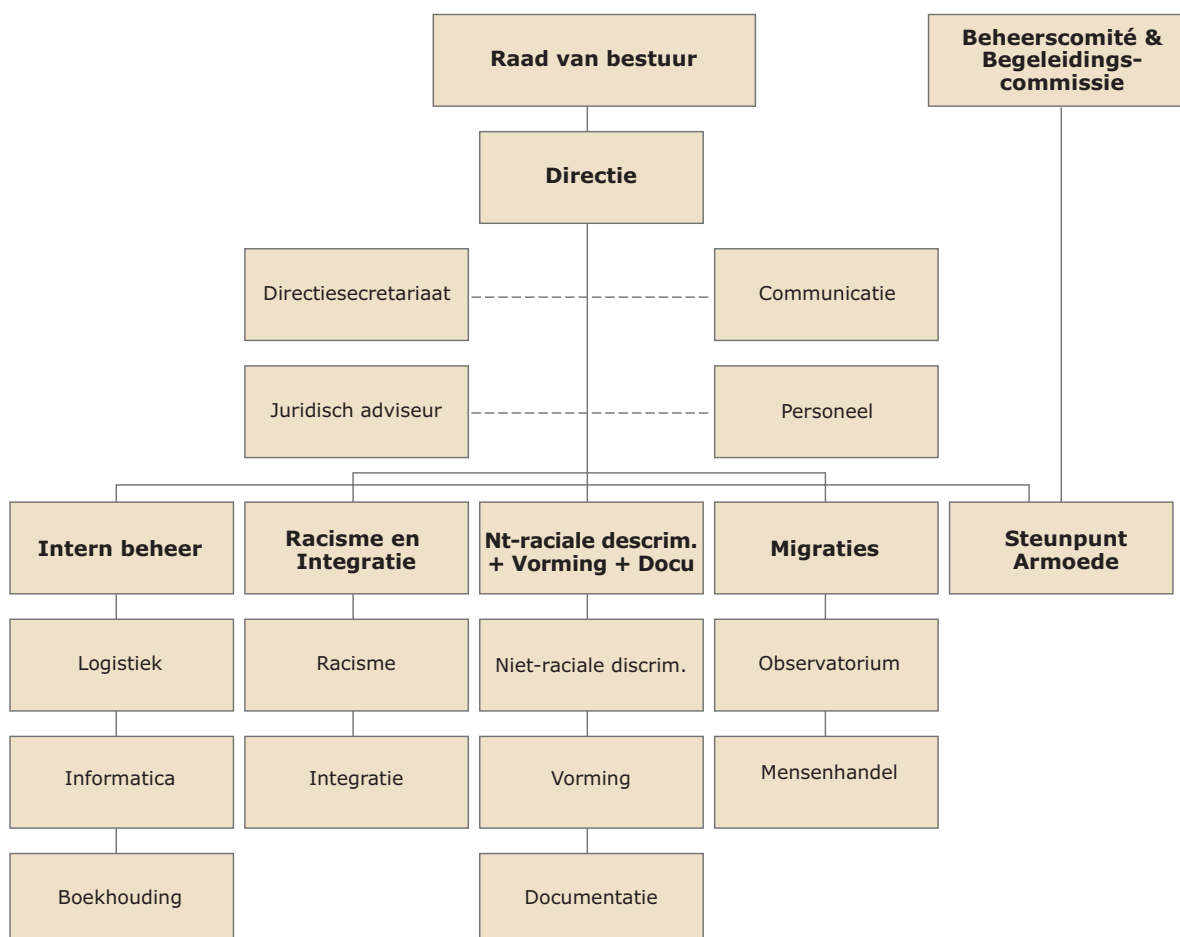 Raad van bestuur
Beheerscomité &
Begeleidings-
commissie
Directie
Directiesecretariaat
Communicatie
Juridisch adviseur
Personeel
Intern beheer
Racisme en
Integratie
Nt-raciale descrim.
+ Vorming + Docu
Migraties
Steunpunt
Armoede
Logistiek
Racisme
Niet-raciale discrim.
Observatorium
Informatica
Integratie
Vorming
Mensenhandel
Boekhouding
Documentatie